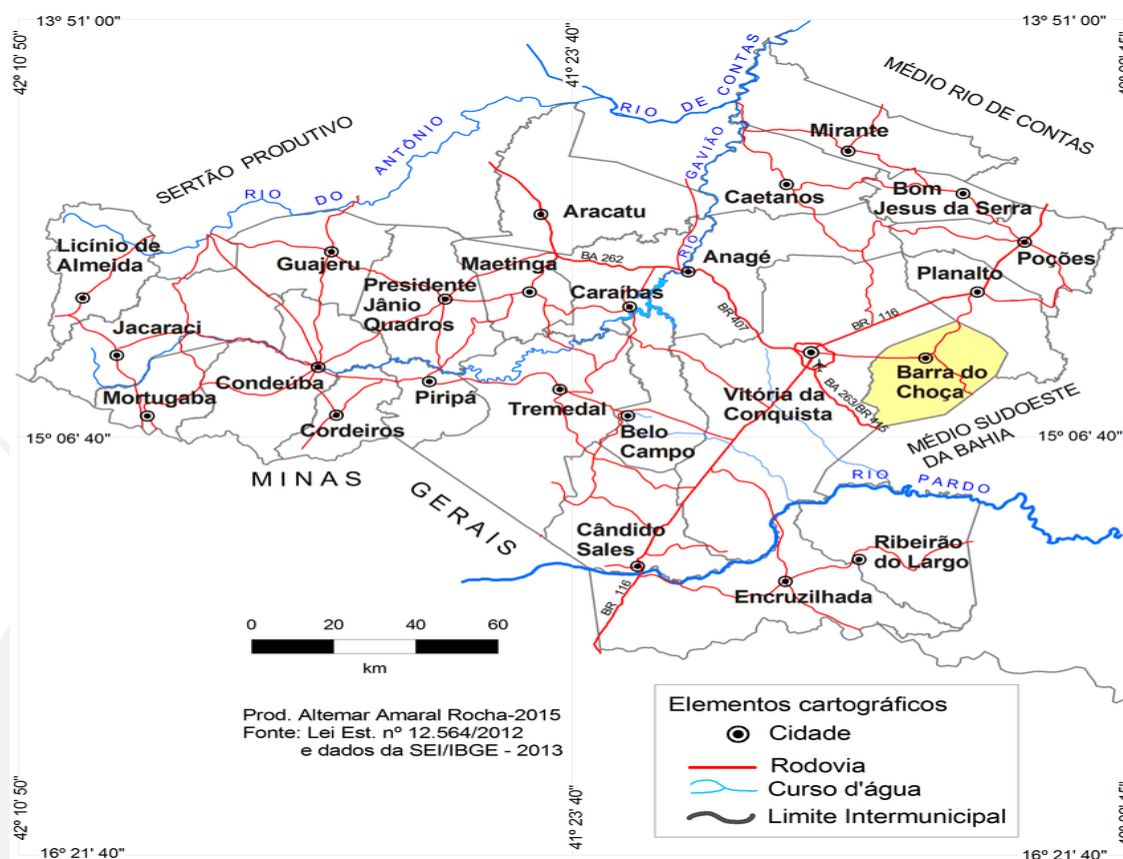 13º 51' 00"
13º 51' 00"
42º 10' 50"
41º 23' 40"
MÉDIO RIO DE CONTAS
RIO DE CONTAS
SERTÃO PRODUTIVO
RIO DO ANTÔNIO
RIO GAVIÃO
Mirante
Caetanos
Bom
Jesus da Serra
Aracatu
Licínio de
Almeida
Guajeru
Maetinga
BA 262
Anagé
Poções
Planalto
Presidente
Jânio
Quadros
Caraíbas
BR 407
BR 116
Jacaraci
Barra do
Choça
Condeúba
Mortugaba
Piripá
Tremedal
Vitória da
Conquista
BA 263/BR 415
Cordeiros
Belo
Campo
MÉDIO SUDOESTE
DA BAHIA
15º 06' 40"
15º 06' 40"
MINAS GERAIS
RIO PARDO
Cândido
Sales
Ribeirão
do Largo
Encruzilhada
BR 116
0 20 40 60
km
Prod. Altemar Amaral Rocha-2015
Fonte: Lei Est. nº 12.564/2012
e dados da SEI/IBGE - 2013
Elementos cartográficos
Cidade
Rodovia
Curso d'água
Limite Intermunicipal
42º 10' 50"
41º 23' 40"
16º 21' 40"
16º 21' 40"